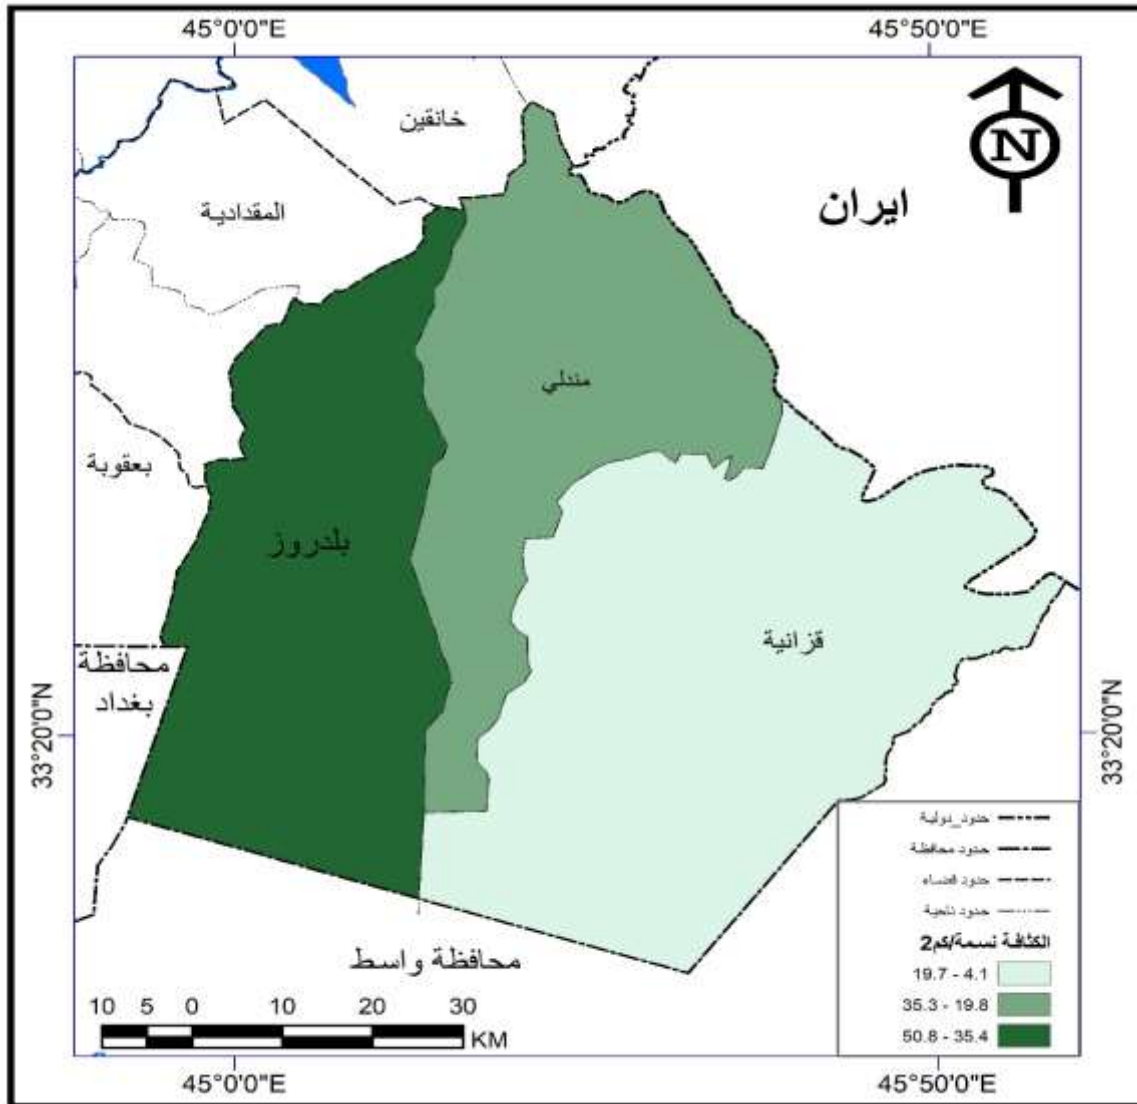 45°0'0"E
45°50'0"E
N
خانقين
ايران
المقدادية
مندلي
بعقوبة
بلدروز
قزانية
محافظة
بغداد
33°20'0"N
33°20'0"N
محافظة واسط
حدود_دولية
حدود محافظة
حدود قضاء
حدود ناحية
الكثافة نسمة/كم2
19.7 - 4.1
35.3 - 19.8
50.8 - 35.4
10 5 0 10 20 30
KM
45°0'0"E
45°50'0"E